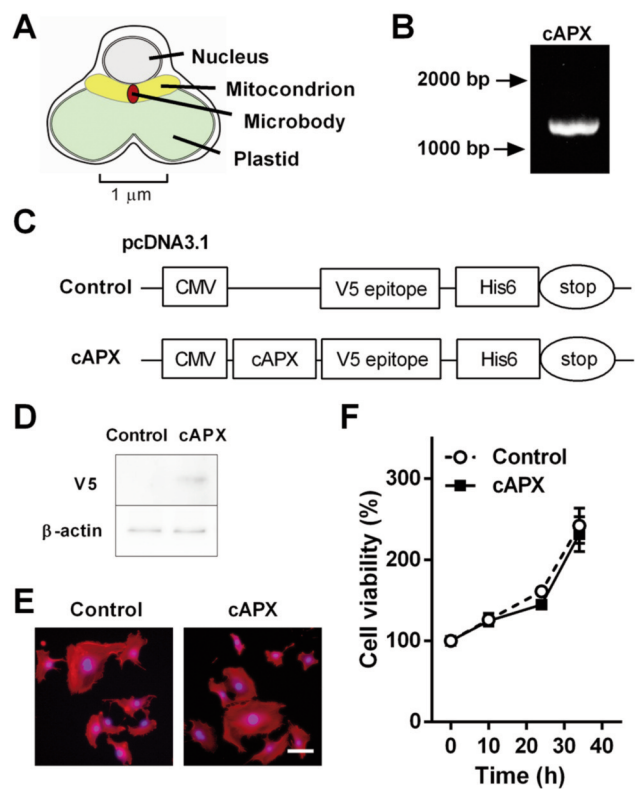 A
Nucleus
Mitocondrion
Microbody
Plastid
1 μm
B
cAPX
2000 bp
1000 bp
C
pcDNA3.1
Control
CMV
V5 epitope
His6
stop
cAPX
CMV
cAPX
V5 epitope
His6
stop
D
Control cAPX
V5
β-actin
E
Control
cAPX
F
Control
cAPX
Cell viability (%)
300
200
100
0
0 10 20 30 40
Time (h)